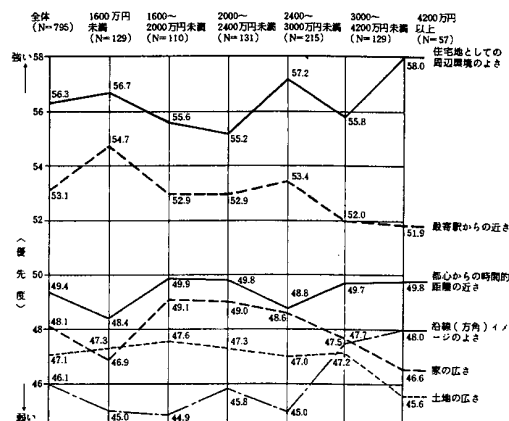 全体
(N=795)
1600万円
未満
(N=129)
1600〜
2000万円未満
(N=110)
2000〜
2400万円未満
(N=131)
2400〜
3000万円未満
(N=215)
3000〜
4200万円未満
(N=129)
4200万円
以上
(N=57)
強い
58
56
54
52
50
48
46
弱い
〈優先度〉
56.3
56.7
55.6
55.2
57.2
55.8
58.0
住宅地としての
周辺環境のよさ
53.1
54.7
52.9
52.9
53.4
52.0
51.9
最寄駅からの近さ
49.4
48.4
49.9
49.8
48.8
49.7
49.8
都心からの時間的
距離の近さ
48.1
46.9
49.1
49.0
48.6
47.7
46.6
家の広さ
47.1
47.3
47.6
47.3
47.0
47.2
45.6
土地の広さ
46.1
45.0
44.9
45.8
45.0
47.5
48.0
沿線(方角)イメ
ージのよさ